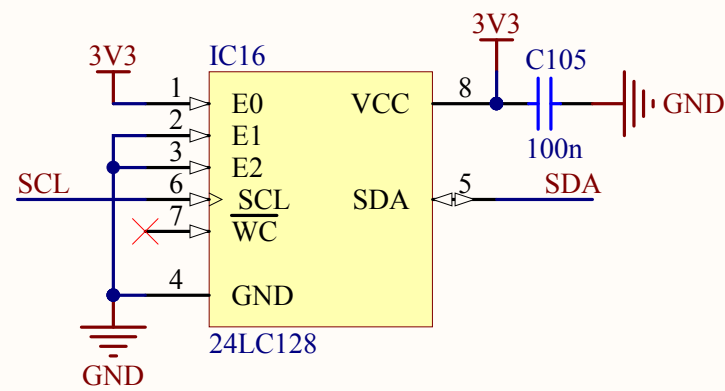 3V3
3V3
IC16
C105
1
E0
VCC
8
GND
2
E1
3
E2
100n
SCL
6
SCL
SDA
5
SDA
7
WC
4
GND
24LC128
GND